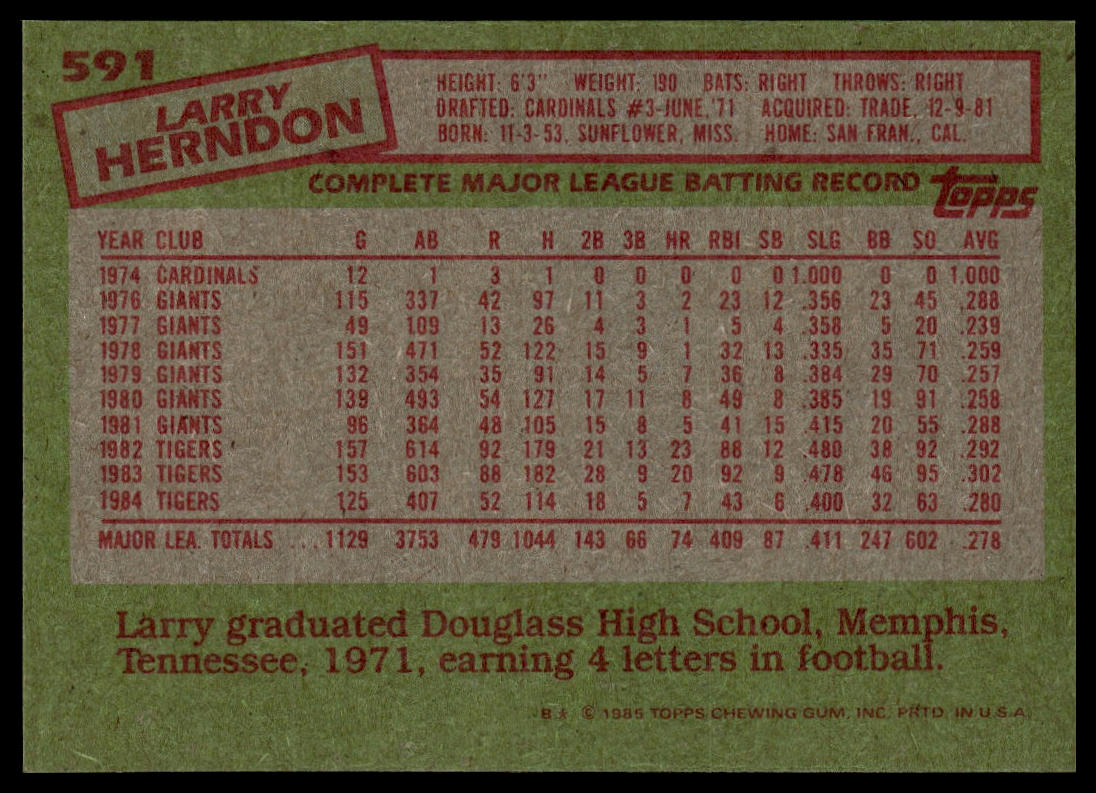 591
LARRY
HERNDON
HEIGHT: 6'3" WEIGHT: 190 BATS: RIGHT THROWS: RIGHT
DRAFTED: CARDINALS #3-JUNE, '71 ACQUIRED: TRADE, 12-9-81
BORN: 11-3-53, SUNFLOWER, MISS. HOME: SAN FRAN., CAL.
COMPLETE MAJOR LEAGUE BATTING RECORD topps
YEAR CLUB G AB R H 2B 3B HR RBI SB SLG BB SO AVG
1974 CARDINALS 12 1 3 1 0 0 0 0 0 1.000 0 0 1.000
1976 GIANTS 115 337 42 97 11 3 2 23 12 .356 23 45 .288
1977 GIANTS 49 109 13 26 4 3 1 5 4 .358 5 20 .239
1978 GIANTS 151 471 52 122 15 9 1 32 13 .335 35 71 .259
1979 GIANTS 132 354 35 91 14 5 7 36 8 .384 29 70 .257
1980 GIANTS 139 493 54 127 17 11 8 49 8 .385 19 91 .258
1981 GIANTS 96 364 48 105 15 8 5 41 15 .415 20 55 .288
1982 TIGERS 157 614 92 179 21 13 23 88 12 .480 38 92 .292
1983 TIGERS 153 603 88 182 28 9 20 92 9 .478 46 95 .302
1984 TIGERS 125 407 52 114 18 5 7 43 6 .400 32 63 .280
MAJOR LEA. TOTALS ... 1129 3753 479 1044 143 66 74 409 87 .411 247 602 .278
Larry graduated Douglass High School, Memphis,
Tennessee, 1971, earning 4 letters in football.
B★ © 1985 TOPPS CHEWING GUM, INC. PRTD. IN U.S.A.